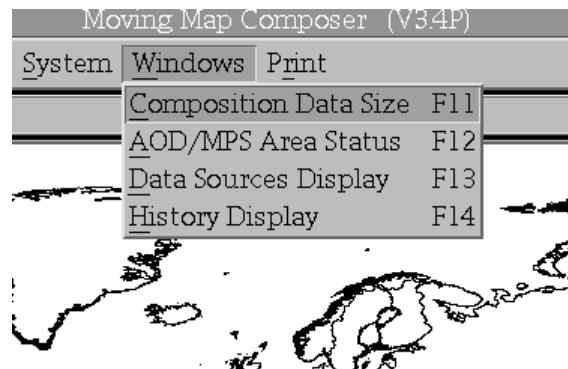 Moving Map Composer (V3.4P)
System Windows Print
Composition Data Size F11
AOD/MPS Area Status F12
Data Sources Display F13
History Display F14